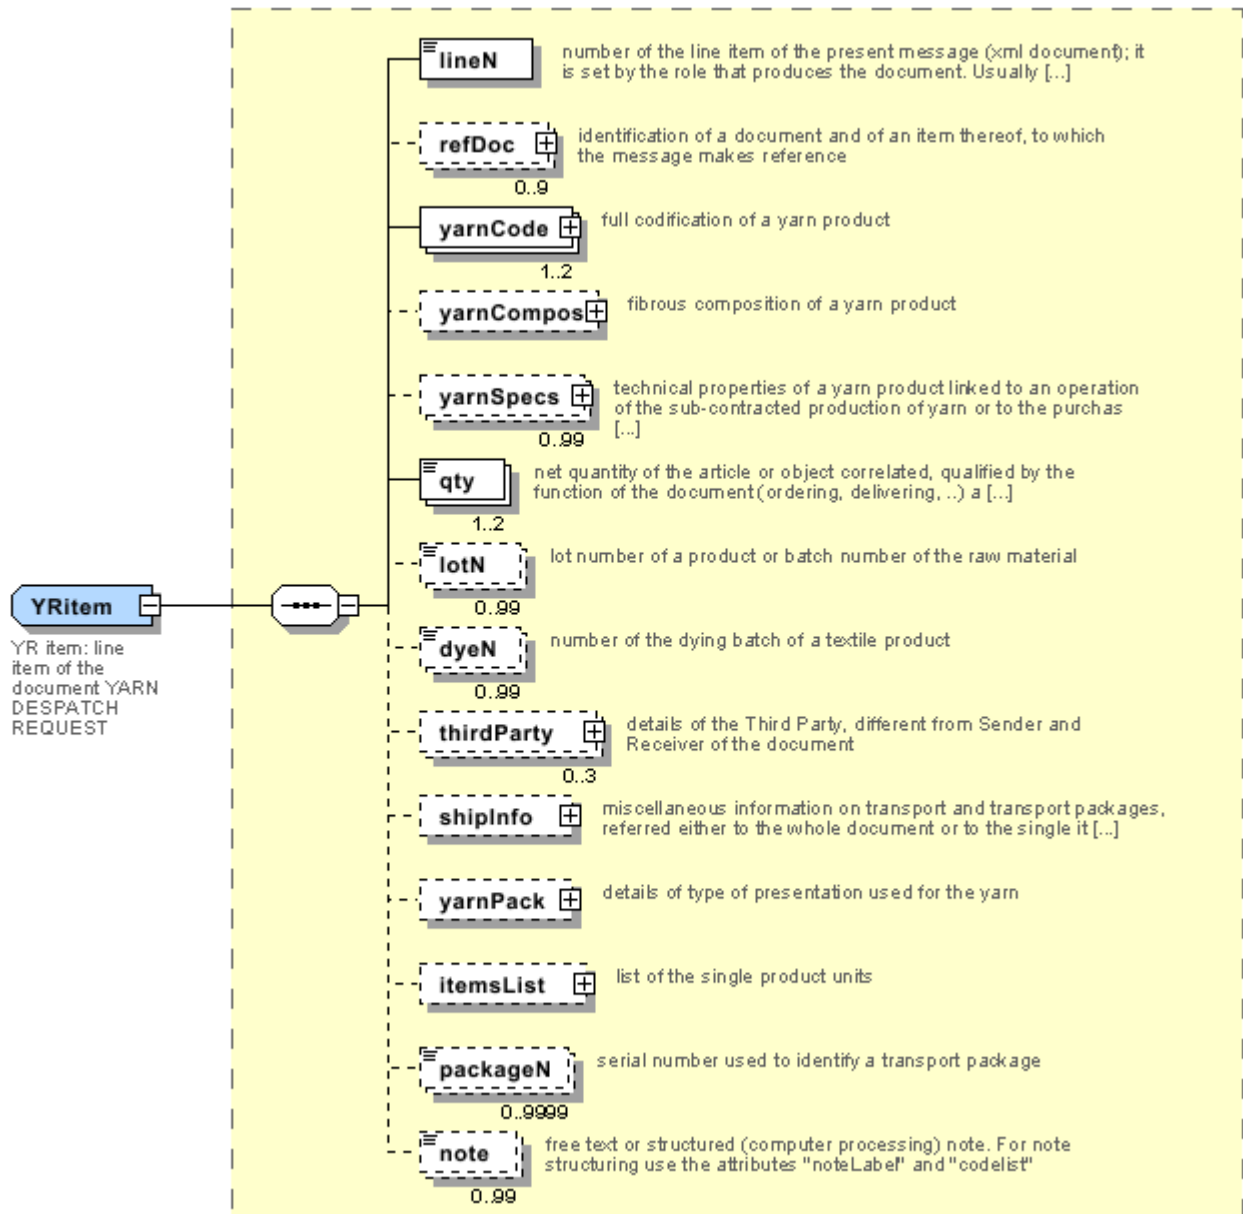 lineN
number of the line item of the present message (xml document); it
is set by the role that produces the document. Usually [...]
refDoc
identification of a document and of an item thereof, to which
the message makes reference
0..9
yarnCode
full codification of a yarn product
1..2
yarnCompos
fibrous composition of a yarn product
yarnSpecs
technical properties of a yarn product linked to an operation
of the sub-contracted production of yarn or to the purchas
[...]
0..99
qty
net quantity of the article or object correlated, qualified by the
function of the document (ordering, delivering, ..) a [...]
1..2
lotN
lot number of a product or batch number of the raw material
0..99
YRitem
YR item: line
item of the
document YARN
DESPATCH
REQUEST
dyeN
number of the dying batch of a textile product
0..99
thirdParty
details of the Third Party, different from Sender and
Receiver of the document
0..3
shipInfo
miscellaneous information on transport and transport packages,
referred either to the whole document or to the single it [...]
yarnPack
details of type of presentation used for the yarn
itemsList
list of the single product units
packageN
serial number used to identify a transport package
0..9999
note
free text or structured (computer processing) note. For note
structuring use the attributes "noteLabel" and "codelist"
0..99